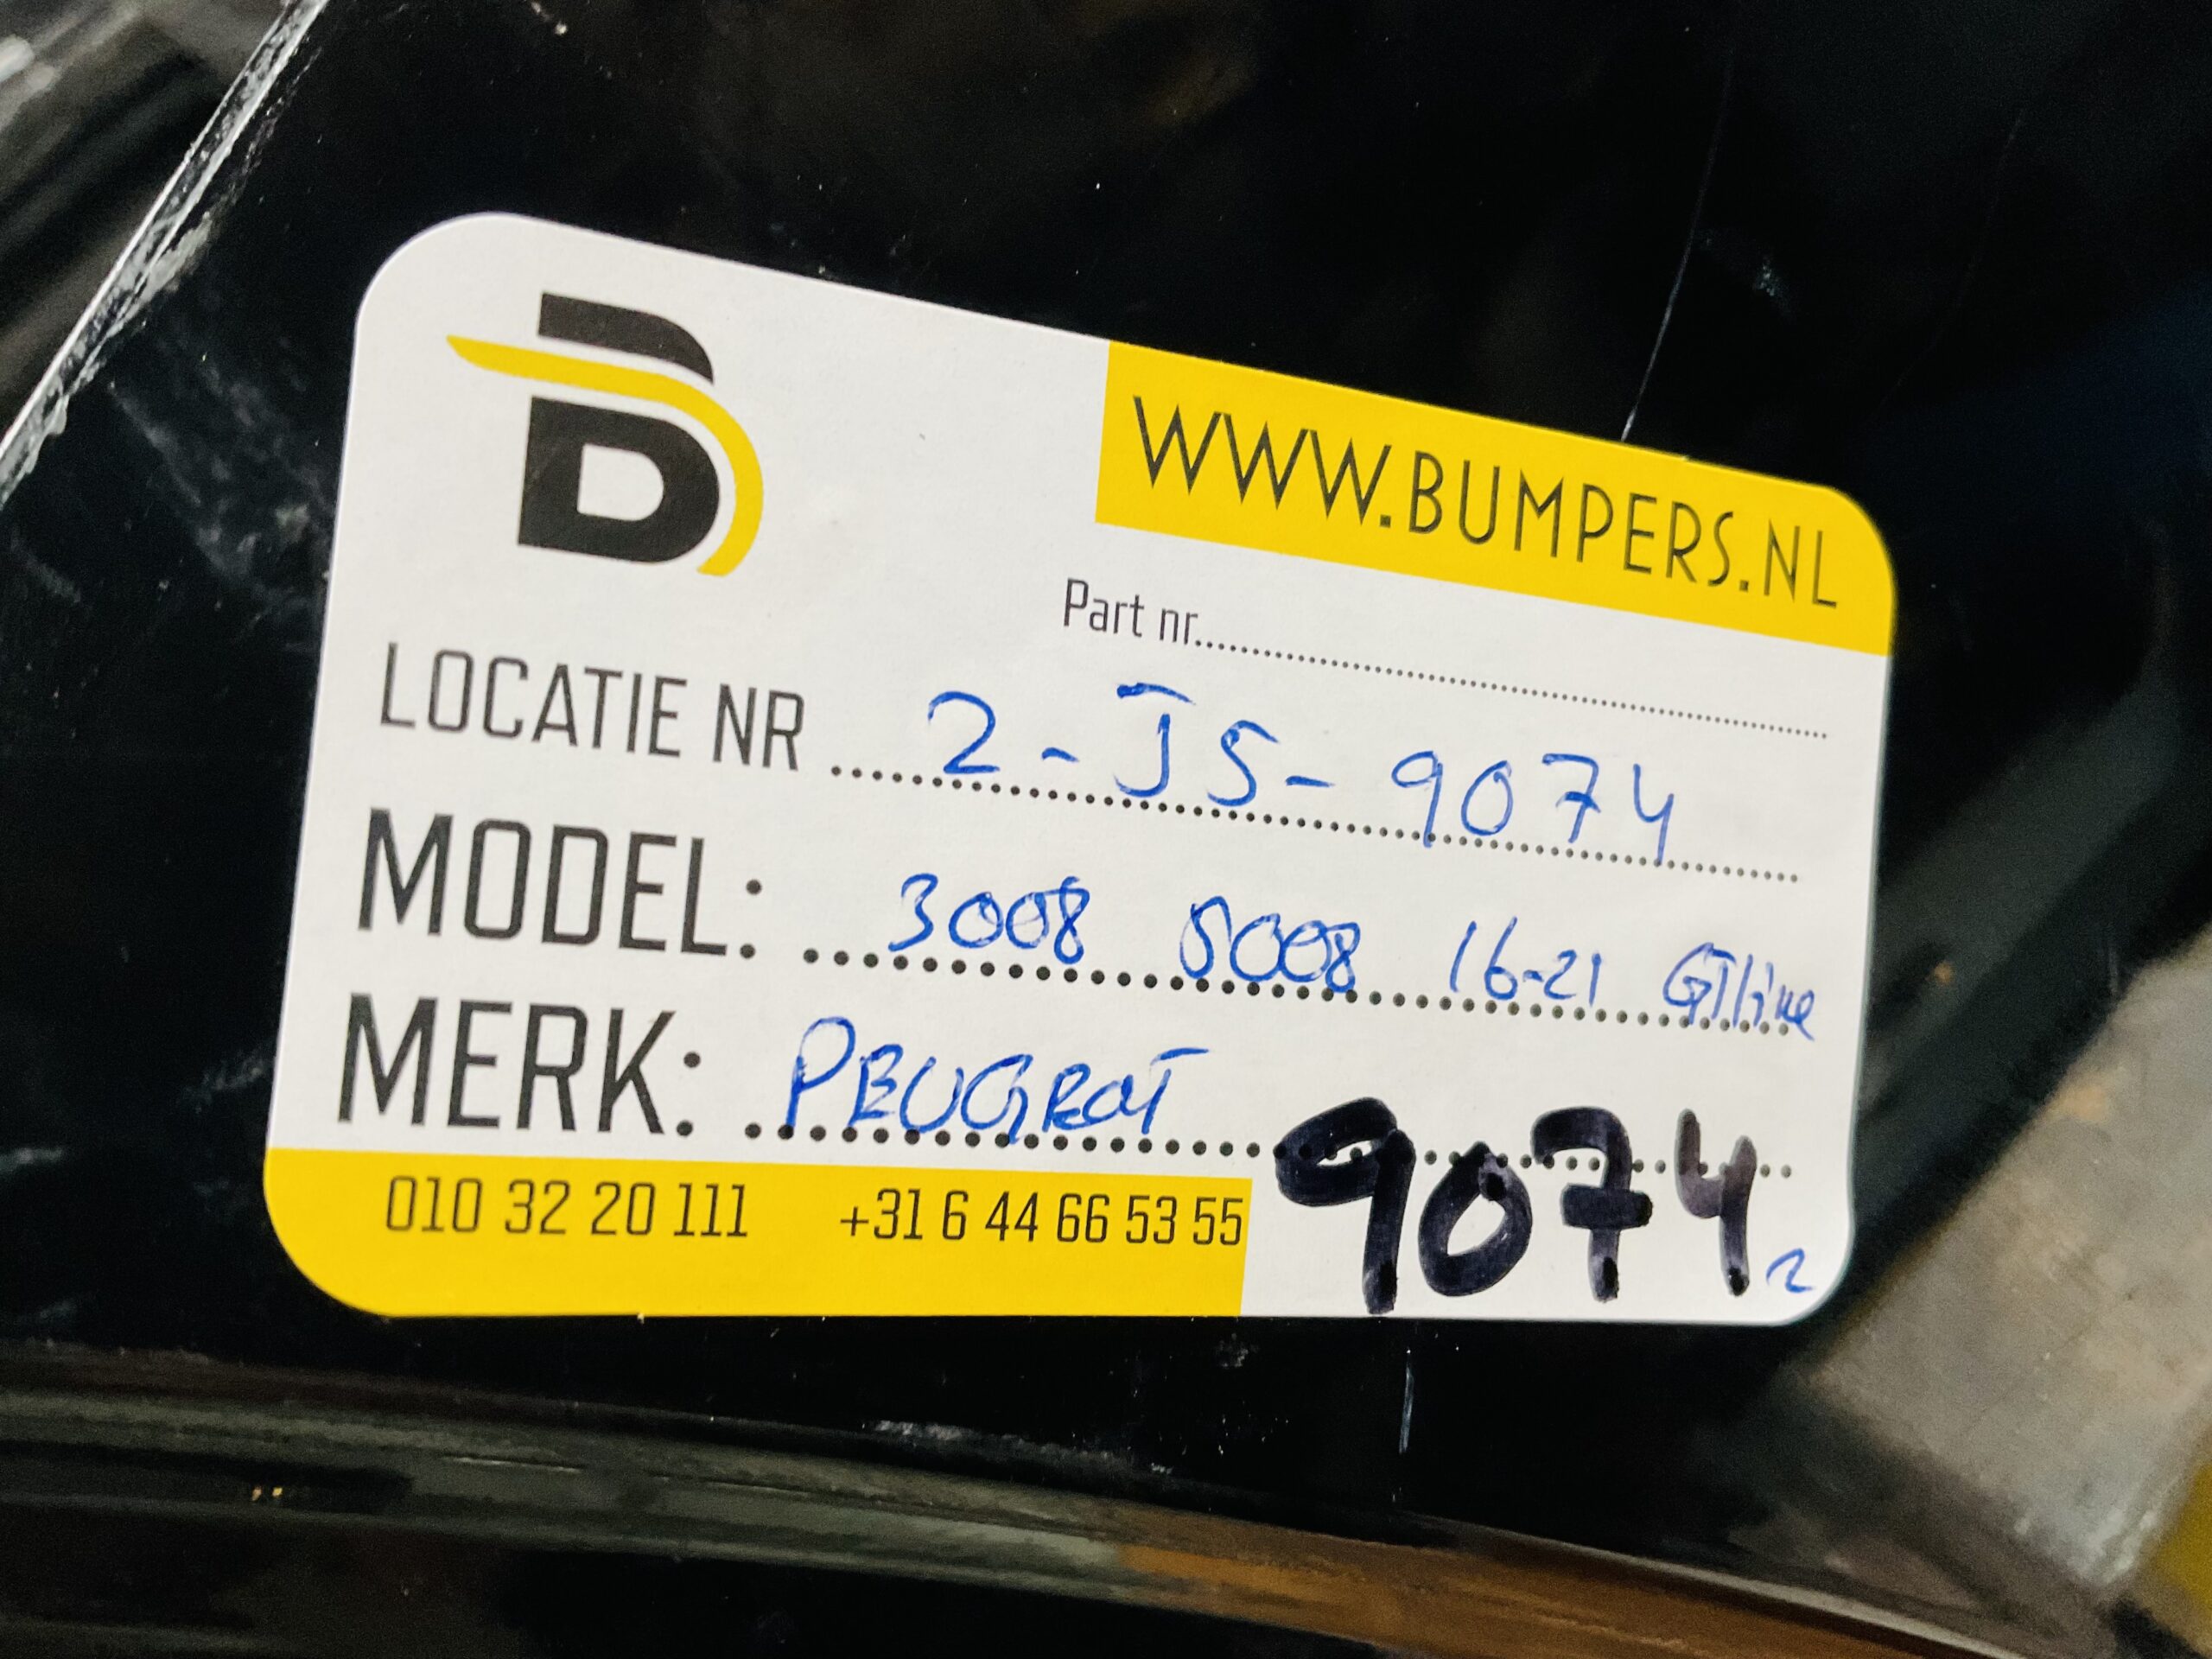 WWW.BUMPERS.NL
Part nr..........
LOCATIE NR 2-JS-9074
MODEL: 3008 5008 16-21 GTline
MERK: PEUGEOT
010 32 20 111 +31 6 44 66 53 55
9074
2